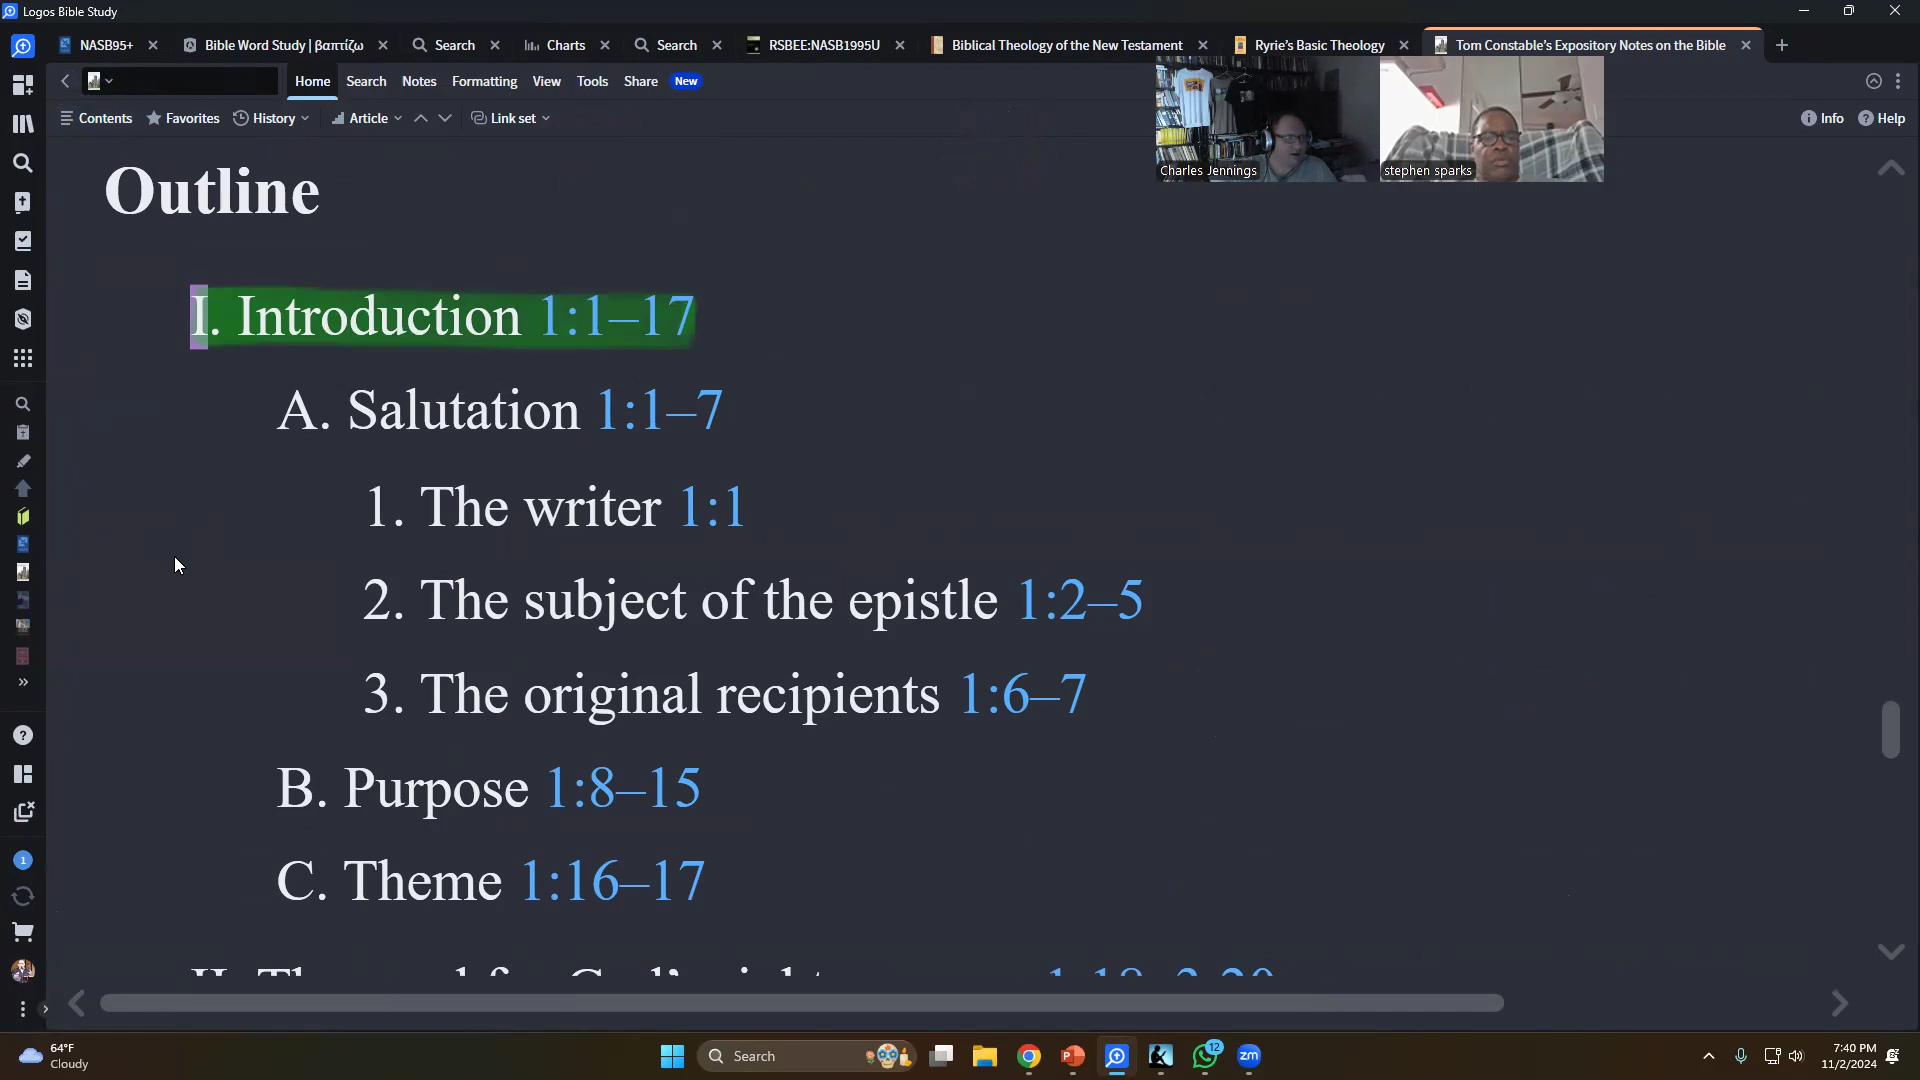 Logos Bible Study
NASB95+
Bible Word Study | βαπτίζω
Search
Charts
Search
RSBEE:NASB1995U
Biblical Theology of the New Testament
Ryrie's Basic Theology
Tom Constable's Expository Notes on the Bible
Home Search Notes Formatting View Tools Share New
Contents Favorites History Article Link set Info Help
Charles Jennings
stephen sparks
Outline
I. Introduction 1:1–17
A. Salutation 1:1–7
1. The writer 1:1
2. The subject of the epistle 1:2–5
3. The original recipients 1:6–7
B. Purpose 1:8–15
C. Theme 1:16–17
1
64°F
Cloudy
Search
12
zm
7:40 PM
11/2/2024